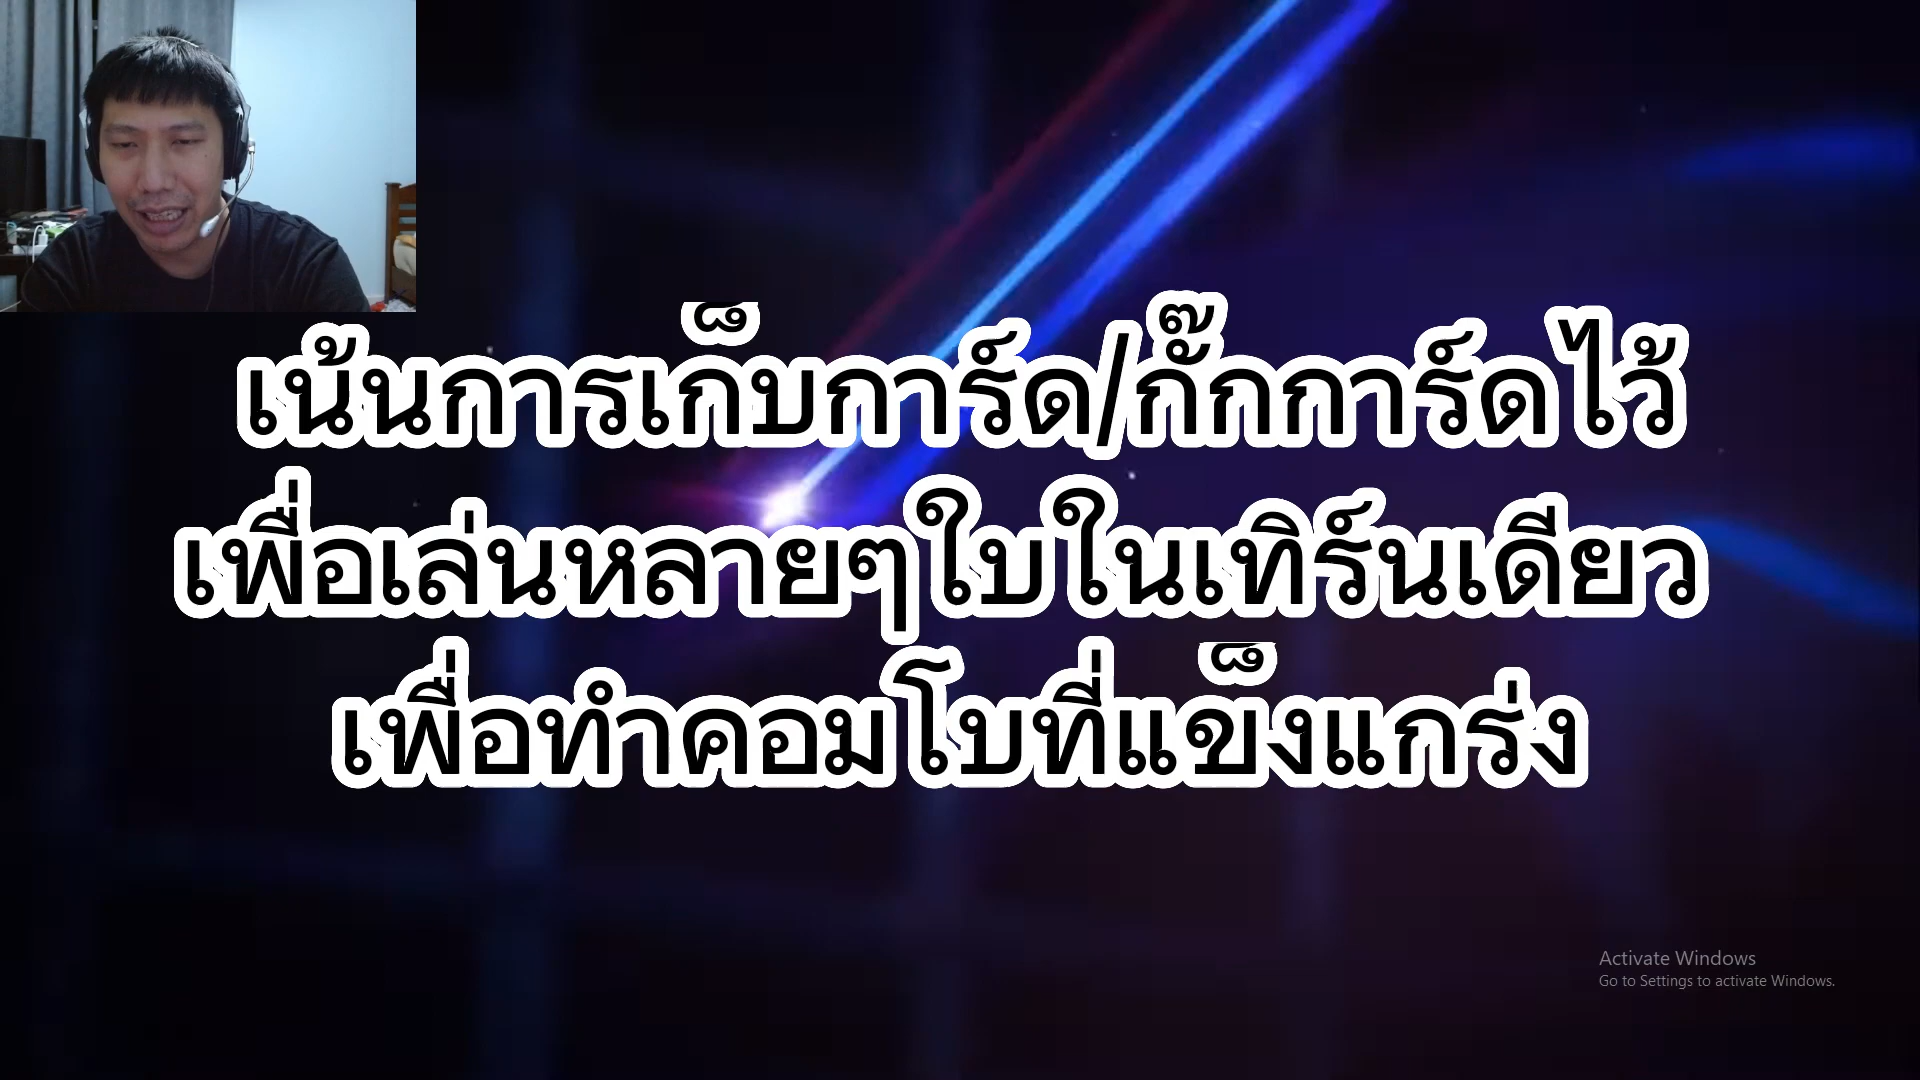 เน้นการเก็บการ์ด/กั๊กการ์ดไว้
เพื่อเล่นหลายๆใบในเทิร์นเดียว
เพื่อทำคอมโบที่แข็งแกร่ง
Activate Windows
Go to Settings to activate Windows.